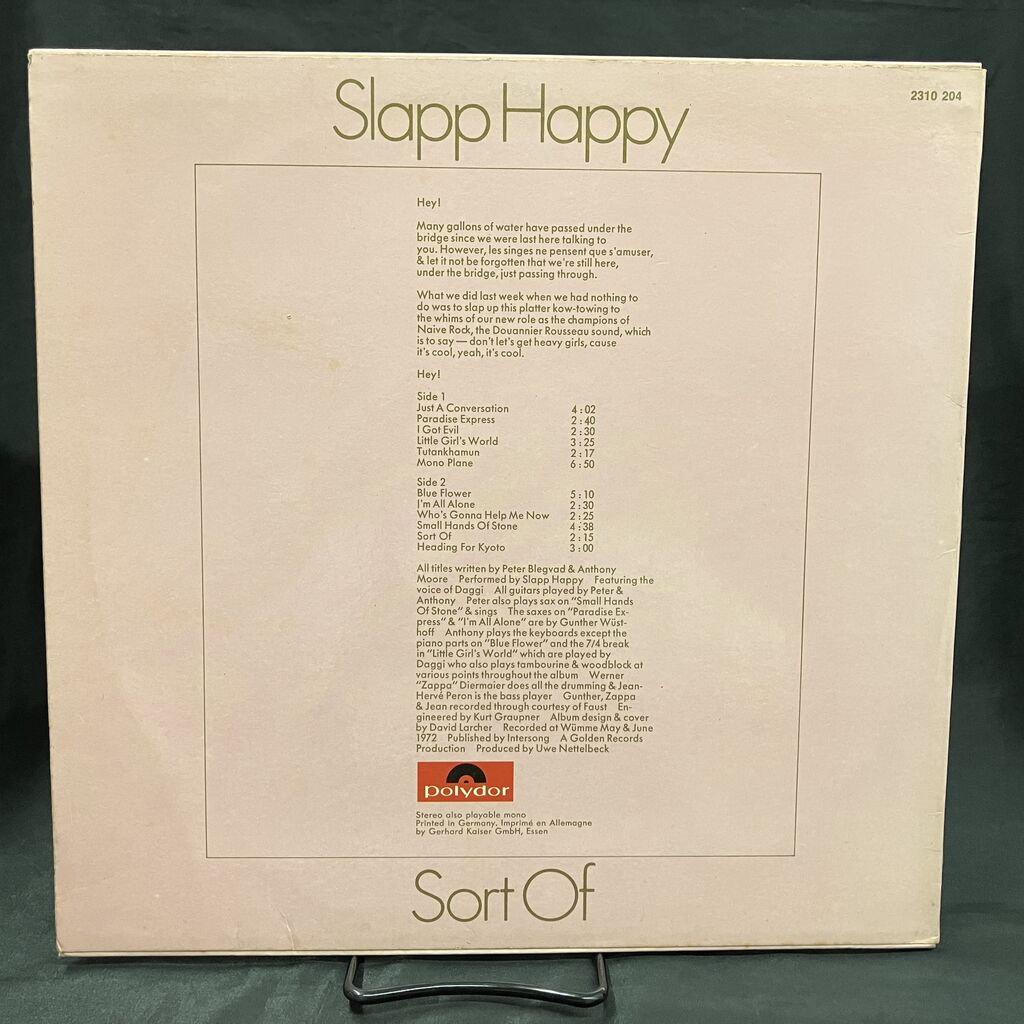 Slapp Happy
2310 204
Hey!
Many gallons of water have passed under the
bridge since we were last here talking to
you. However, les singes ne pensent que s'amuser,
& let it not be forgotten that we're still here,
under the bridge, just passing through.
What we did last week when we had nothing to
do was to slap up this platter kow-towing to
the whims of our new role as the champions of
Naive Rock, the Douannier Rousseau sound, which
is to say — don't let's get heavy girls, cause
it's cool, yeah, it's cool.
Hey!
Side 1
Just A Conversation 4 : 02
Paradise Express 2 : 40
I Got Evil 2 : 30
Little Girl's World 3 : 25
Tutankhamun 2 : 17
Mono Plane 6 : 50
Side 2
Blue Flower 5 : 10
I'm All Alone 2 : 30
Who's Gonna Help Me Now 2 : 25
Small Hands Of Stone 4 : 38
Sort Of 2 : 15
Heading For Kyoto 3 : 00
All titles written by Peter Blegvad & Anthony
Moore Performed by Slapp Happy Featuring the
voice of Daggi All guitars played by Peter &
Anthony Peter also plays sax on "Small Hands
Of Stone" & sings The saxes on "Paradise Ex-
press" & "I'm All Alone" are by Gunther Wüst-
hoff Anthony plays the keyboards except the
piano parts on "Blue Flower" and the 7/4 break
in "Little Girl's World" which are played by
Daggi who also plays tambourine & woodblock at
various points throughout the album Werner
"Zappa" Diermaier does all the drumming & Jean-
Hervé Peron is the bass player Gunther, Zappa
& Jean recorded through courtesy of Faust En-
gineered by Kurt Graupner Album design & cover
by David Larcher Recorded at Wümme May & June
1972 Published by Intersong A Golden Records
Production Produced by Uwe Nettelbeck
polydor
Stereo also playable mono
Printed in Germany. Imprimé en Allemagne
by Gerhard Kaiser GmbH, Essen
Sort Of